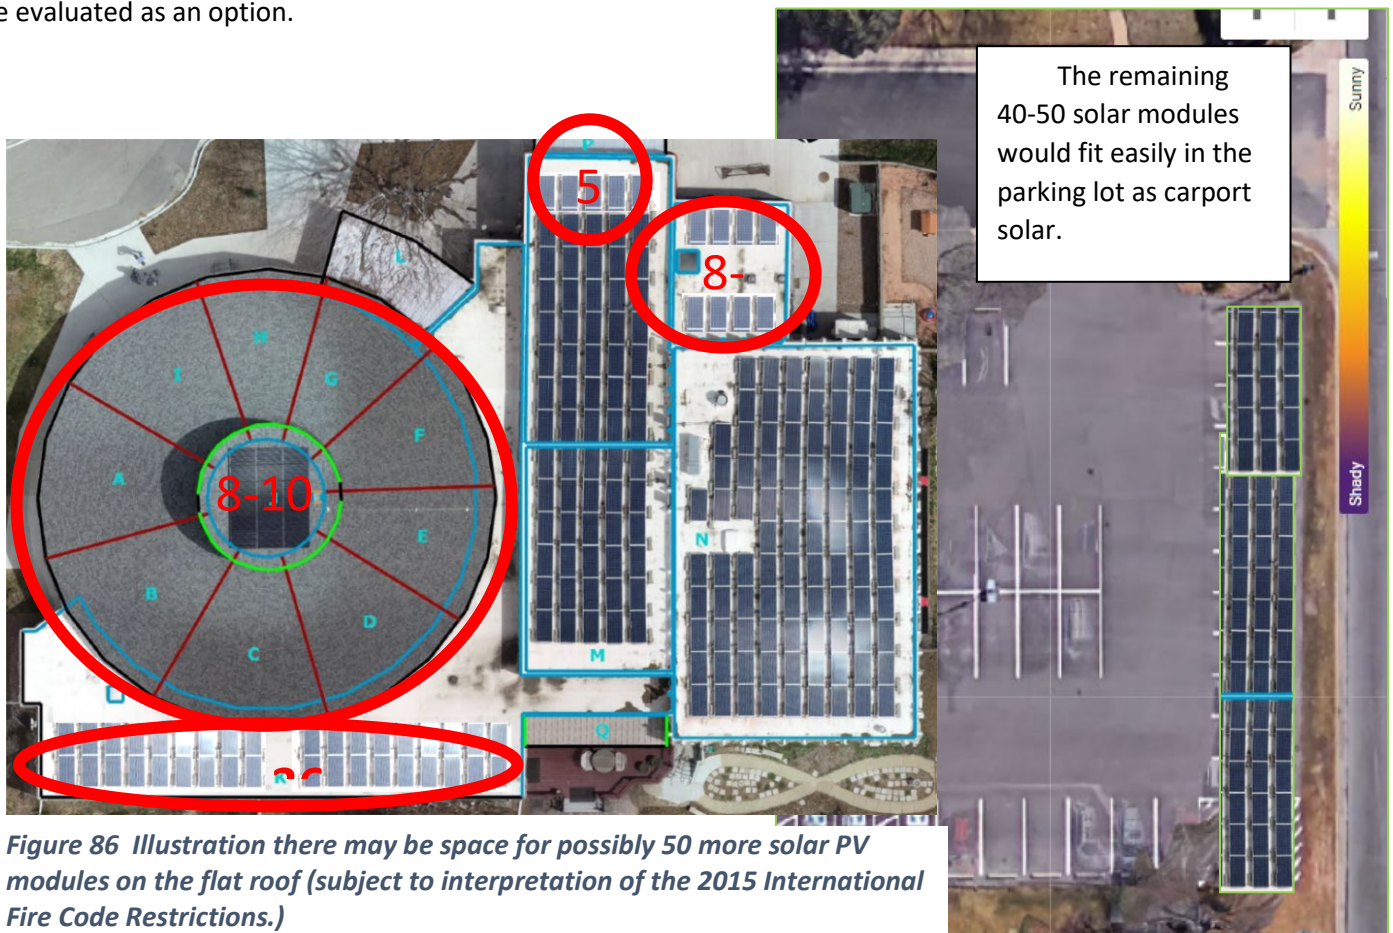 e evaluated as an option.
The remaining
40-50 solar modules
would fit easily in the
parking lot as carport
solar.
Sunny
Shady
P
5
8-
L
H
I
G
F
A
8-10
E
N
B
D
C
M
Q
R
Figure 86 Illustration there may be space for possibly 50 more solar PV
modules on the flat roof (subject to interpretation of the 2015 International
Fire Code Restrictions.)